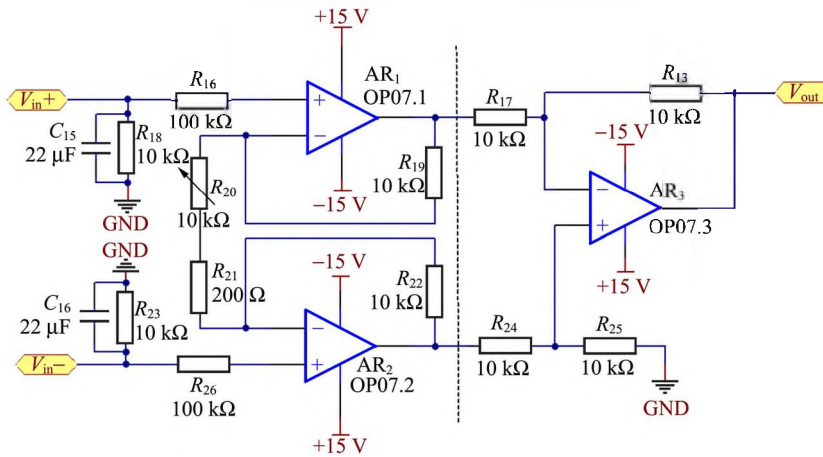 +15 V
R16
100 kΩ
AR1
OP07.1
Vin+
C15
22 μF
R18
10 kΩ
GND
R20
10 kΩ
−15 V
R19
10 kΩ
R17
10 kΩ
R13
10 kΩ
Vout
−15 V
AR3
OP07.3
+15 V
GND
C16
22 μF
R23
10 kΩ
R21
200 Ω
−15 V
R22
10 kΩ
Vin−
R26
100 kΩ
AR2
OP07.2
+15 V
R24
10 kΩ
R25
10 kΩ
GND